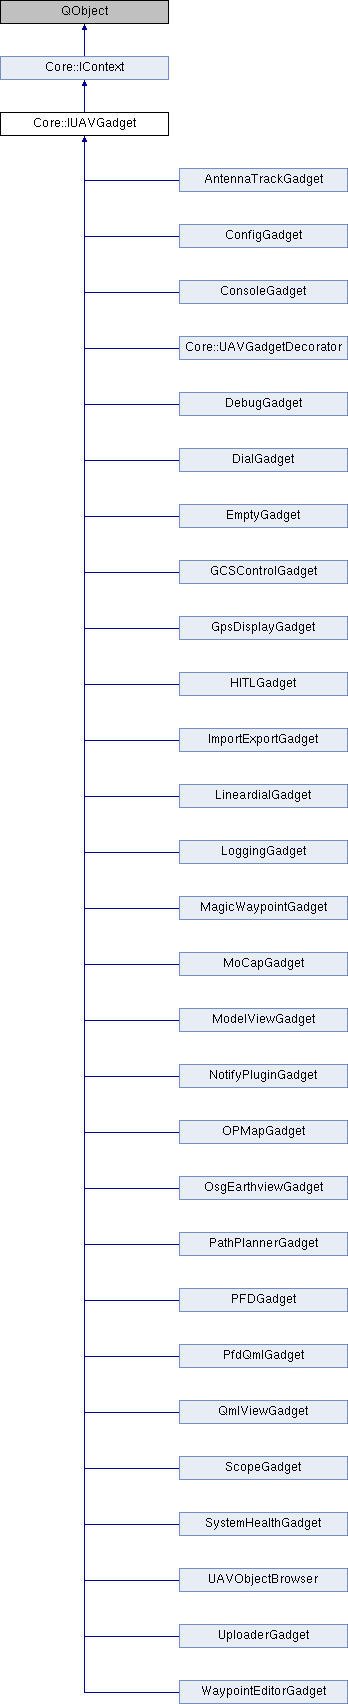 QObject
Core::IContext
Core::IUAVGadget
AntennaTrackGadget
ConfigGadget
ConsoleGadget
Core::UAVGadgetDecorator
DebugGadget
DialGadget
EmptyGadget
GCSControlGadget
GpsDisplayGadget
HITLGadget
ImportExportGadget
LineardialGadget
LoggingGadget
MagicWaypointGadget
MoCapGadget
ModelViewGadget
NotifyPluginGadget
OPMapGadget
OsgEarthviewGadget
PathPlannerGadget
PFDGadget
PfdQmlGadget
QmlViewGadget
ScopeGadget
SystemHealthGadget
UAVObjectBrowser
UploaderGadget
WaypointEditorGadget